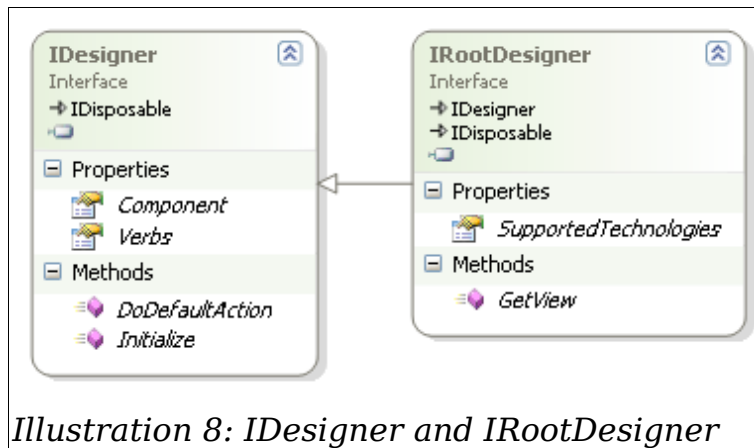 IDesigner
Interface
IDisposable
Properties
Component
Verbs
Methods
DoDefaultAction
Initialize
IRootDesigner
Interface
IDesigner
IDisposable
Properties
SupportedTechnologies
Methods
GetView
Illustration 8: IDesigner and IRootDesigner